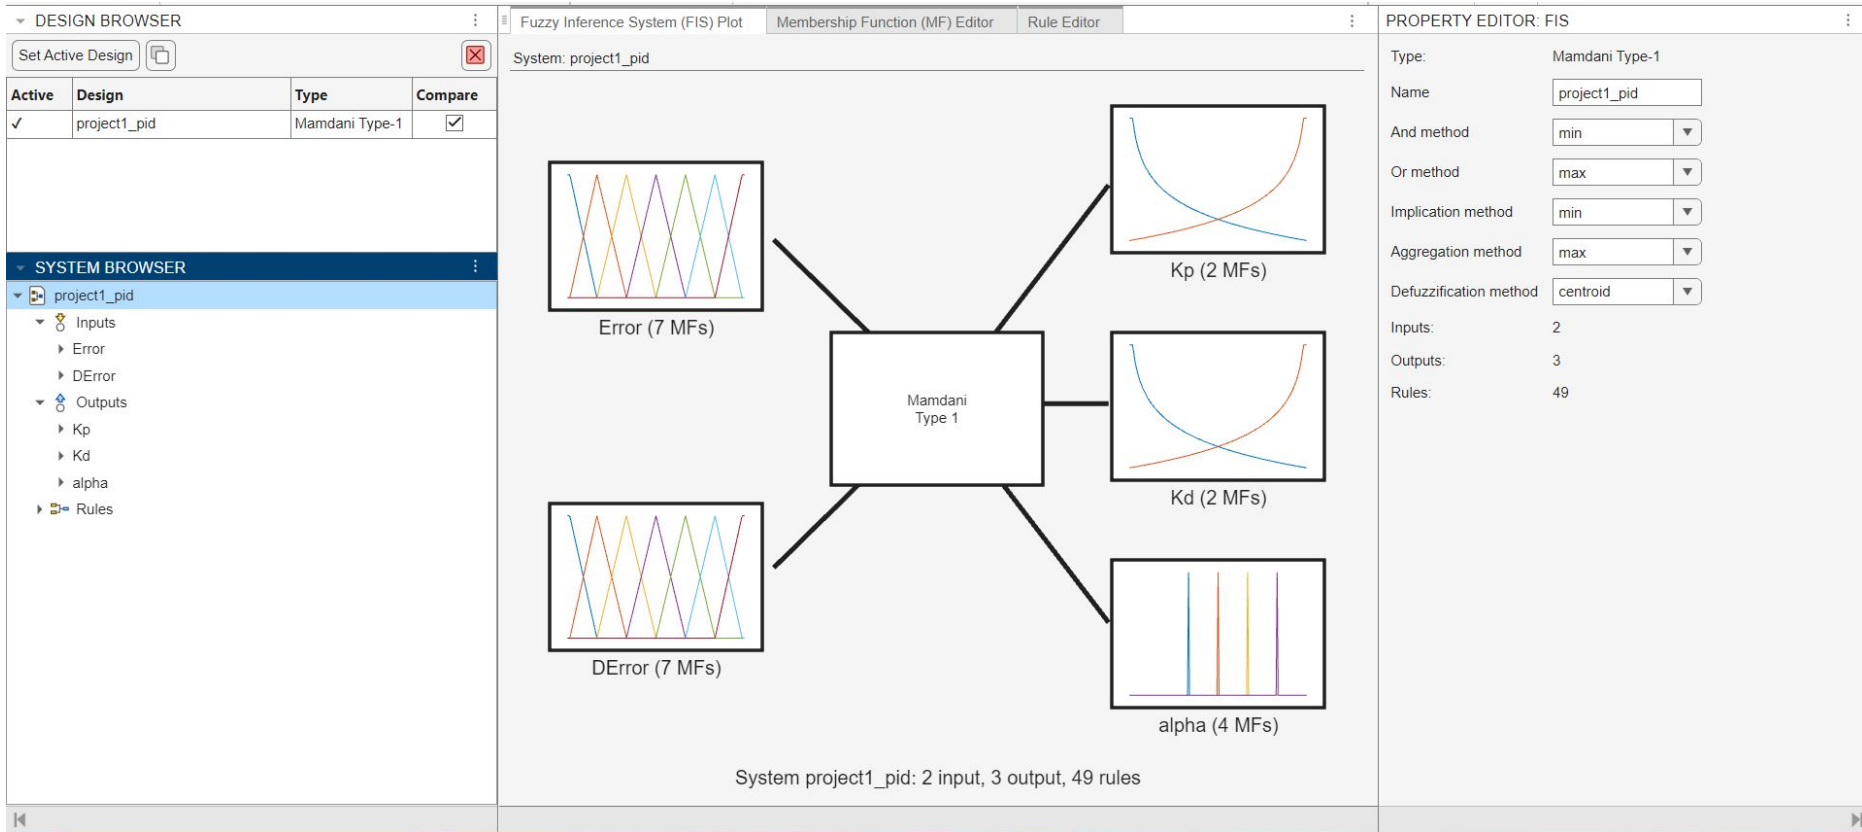 DESIGN BROWSER
Set Active Design
Active Design Type Compare
project1_pid Mamdani Type-1
SYSTEM BROWSER
project1_pid
Inputs
Error
DError
Outputs
Kp
Kd
alpha
Rules
Fuzzy Inference System (FIS) Plot
Membership Function (MF) Editor
Rule Editor
System: project1_pid
Error (7 MFs)
DError (7 MFs)
Mamdani
Type 1
Kp (2 MFs)
Kd (2 MFs)
alpha (4 MFs)
System project1_pid: 2 input, 3 output, 49 rules
PROPERTY EDITOR: FIS
Type: Mamdani Type-1
Name project1_pid
And method min
Or method max
Implication method min
Aggregation method max
Defuzzification method centroid
Inputs: 2
Outputs: 3
Rules: 49